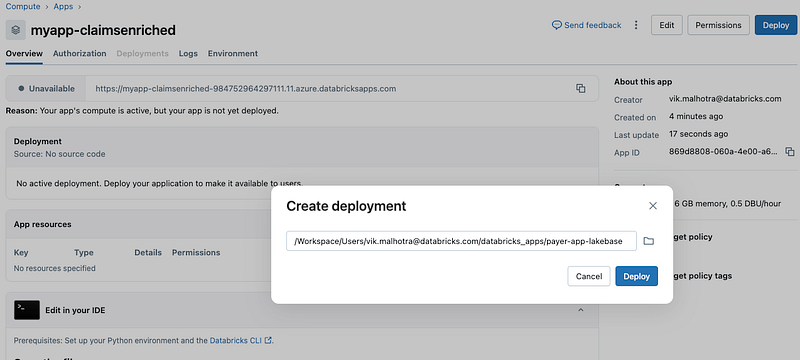 Compute > Apps >
myapp-claimsenriched
Send feedback
Edit
Permissions
Deploy
Overview
Authorization
Deployments
Logs
Environment
Unavailable
https://myapp-claimsenriched-984752964297111.11.azure.databricksapps.com
Reason: Your app's compute is active, but your app is not yet deployed.
Deployment
Source: No source code
No active deployment. Deploy your application to make it available to users.
App resources
Key Type Details Permissions
No resources specified
Edit in your IDE
Prerequisites: Set up your Python environment and the Databricks CLI
About this app
Creator vik.malhotra@databricks.com
Created on 4 minutes ago
Last update 17 seconds ago
App ID 869d8808-060a-4e00-a6...
6 GB memory, 0.5 DBU/hour
get policy
get policy tags
Create deployment
/Workspace/Users/vik.malhotra@databricks.com/databricks_apps/payer-app-lakebase
Cancel
Deploy